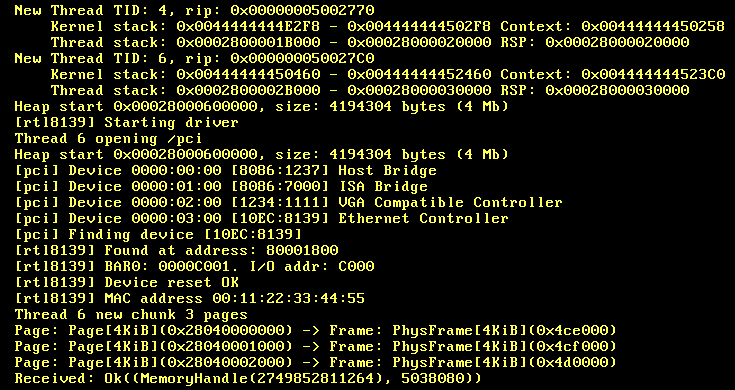 New Thread TID: 4, rip: 0x00000005002770
Kernel stack: 0x0044444444E2F8 - 0x004444444502F8 Context: 0x00444444450258
Thread stack: 0x0002800001B000 - 0x00028000020000 RSP: 0x00028000020000
New Thread TID: 6, rip: 0x000000050027C0
Kernel stack: 0x00444444450460 - 0x00444444452460 Context: 0x004444444523C0
Thread stack: 0x0002800002B000 - 0x00028000030000 RSP: 0x00028000030000
Heap start 0x00028000600000, size: 4194304 bytes (4 Mb)
[rtl8139] Starting driver
Thread 6 opening /pci
Heap start 0x00028000600000, size: 4194304 bytes (4 Mb)
[pci] Device 0000:00:00 [8086:1237] Host Bridge
[pci] Device 0000:01:00 [8086:7000] ISA Bridge
[pci] Device 0000:02:00 [1234:1111] VGA Compatible Controller
[pci] Device 0000:03:00 [10EC:8139] Ethernet Controller
[pci] Finding device [10EC:8139]
[rtl8139] Found at address: 80001800
[rtl8139] BAR0: 0000C001. I/O addr: C000
[rtl8139] Device reset OK
[rtl8139] MAC address 00:11:22:33:44:55
Thread 6 new chunk 3 pages
Page: Page[4KiB](0x28040000000) -> Frame: PhysFrame[4KiB](0x4ce000)
Page: Page[4KiB](0x28040001000) -> Frame: PhysFrame[4KiB](0x4cf000)
Page: Page[4KiB](0x28040002000) -> Frame: PhysFrame[4KiB](0x4d0000)
Received: Ok((MemoryHandle(2749852811264), 5038080))